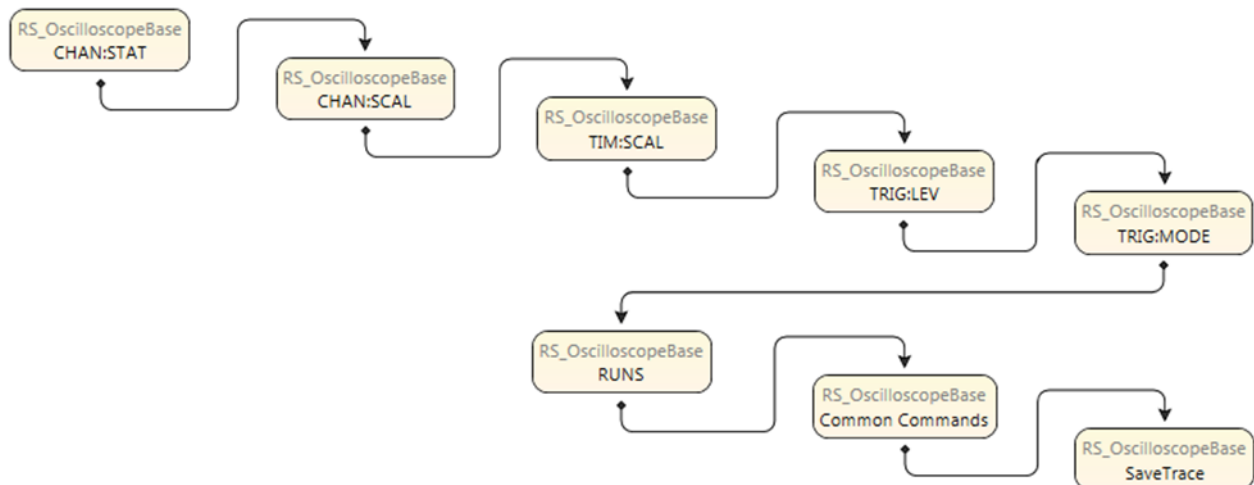 RS_OscilloscopeBase
CHAN:STAT
RS_OscilloscopeBase
CHAN:SCAL
RS_OscilloscopeBase
TIM:SCAL
RS_OscilloscopeBase
TRIG:LEV
RS_OscilloscopeBase
TRIG:MODE
RS_OscilloscopeBase
RUNS
RS_OscilloscopeBase
Common Commands
RS_OscilloscopeBase
SaveTrace